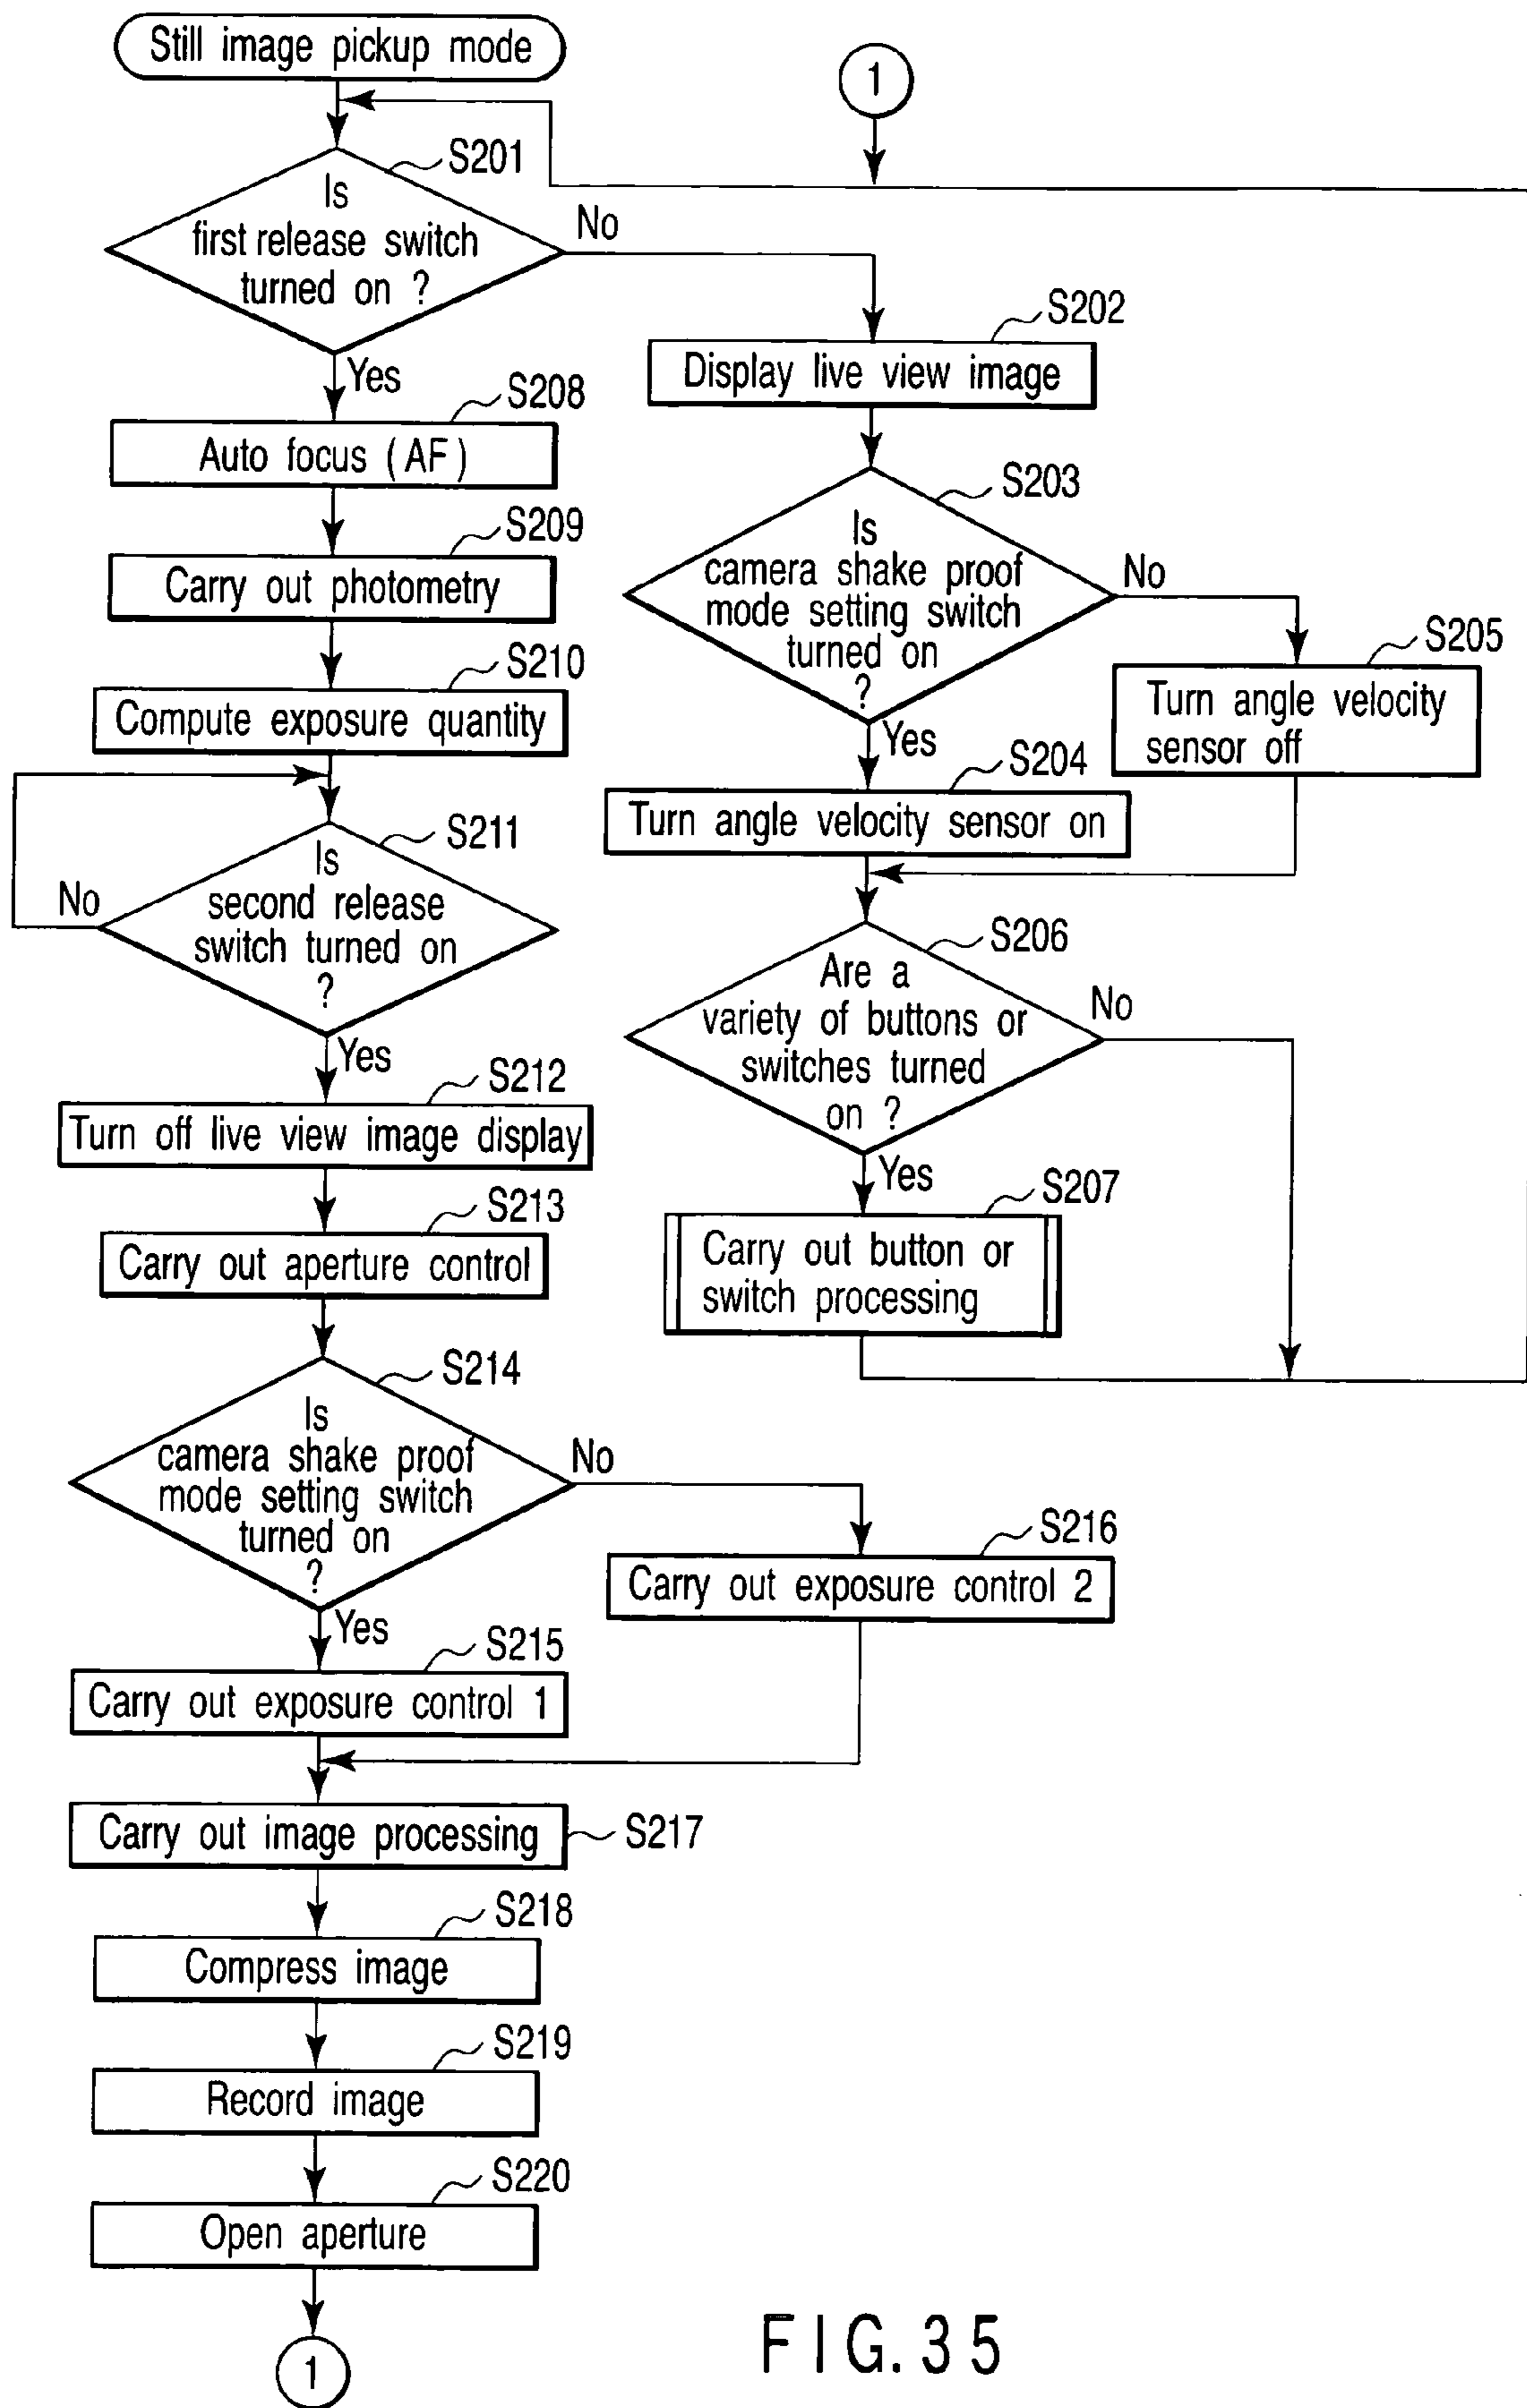 Still image pickup mode
1
S201
Is
first release switch
turned on ?
No
Yes
S202
Display live view image
S208
Auto focus (AF)
S203
Is
camera shake proof
mode setting switch
turned on
?
No
Yes
S209
Carry out photometry
S205
Turn angle velocity
sensor off
S210
Compute exposure quantity
S204
Turn angle velocity sensor on
S211
Is
second release
switch turned on
?
No
Yes
S206
Are a
variety of buttons or
switches turned
on ?
No
Yes
S212
Turn off live view image display
S207
Carry out button or
switch processing
S213
Carry out aperture control
S214
Is
camera shake proof
mode setting switch
turned on
?
No
Yes
S216
Carry out exposure control 2
S215
Carry out exposure control 1
Carry out image processing
S217
S218
Compress image
S219
Record image
S220
Open aperture
1
FIG. 35